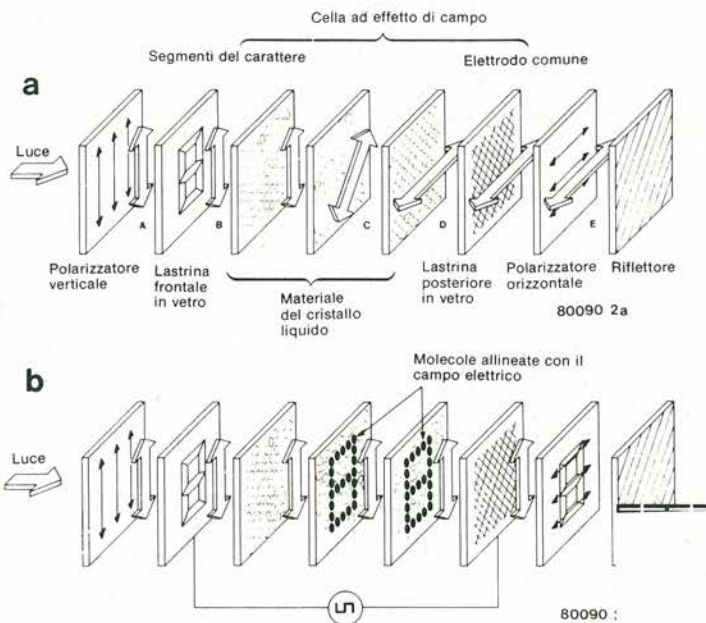 Cella ad effetto di campo
Segmenti del carattere
Elettrodo comune
a
Luce
A
B
C
D
E
Polarizzatore
verticale
Lastrina
frontale
in vetro
Materiale
del cristallo
liquido
Lastrina
posteriore
in vetro
Polarizzatore
orizzontale
Riflettore
80090 2a
Molecole allineate con il
campo elettrico
b
Luce
80090